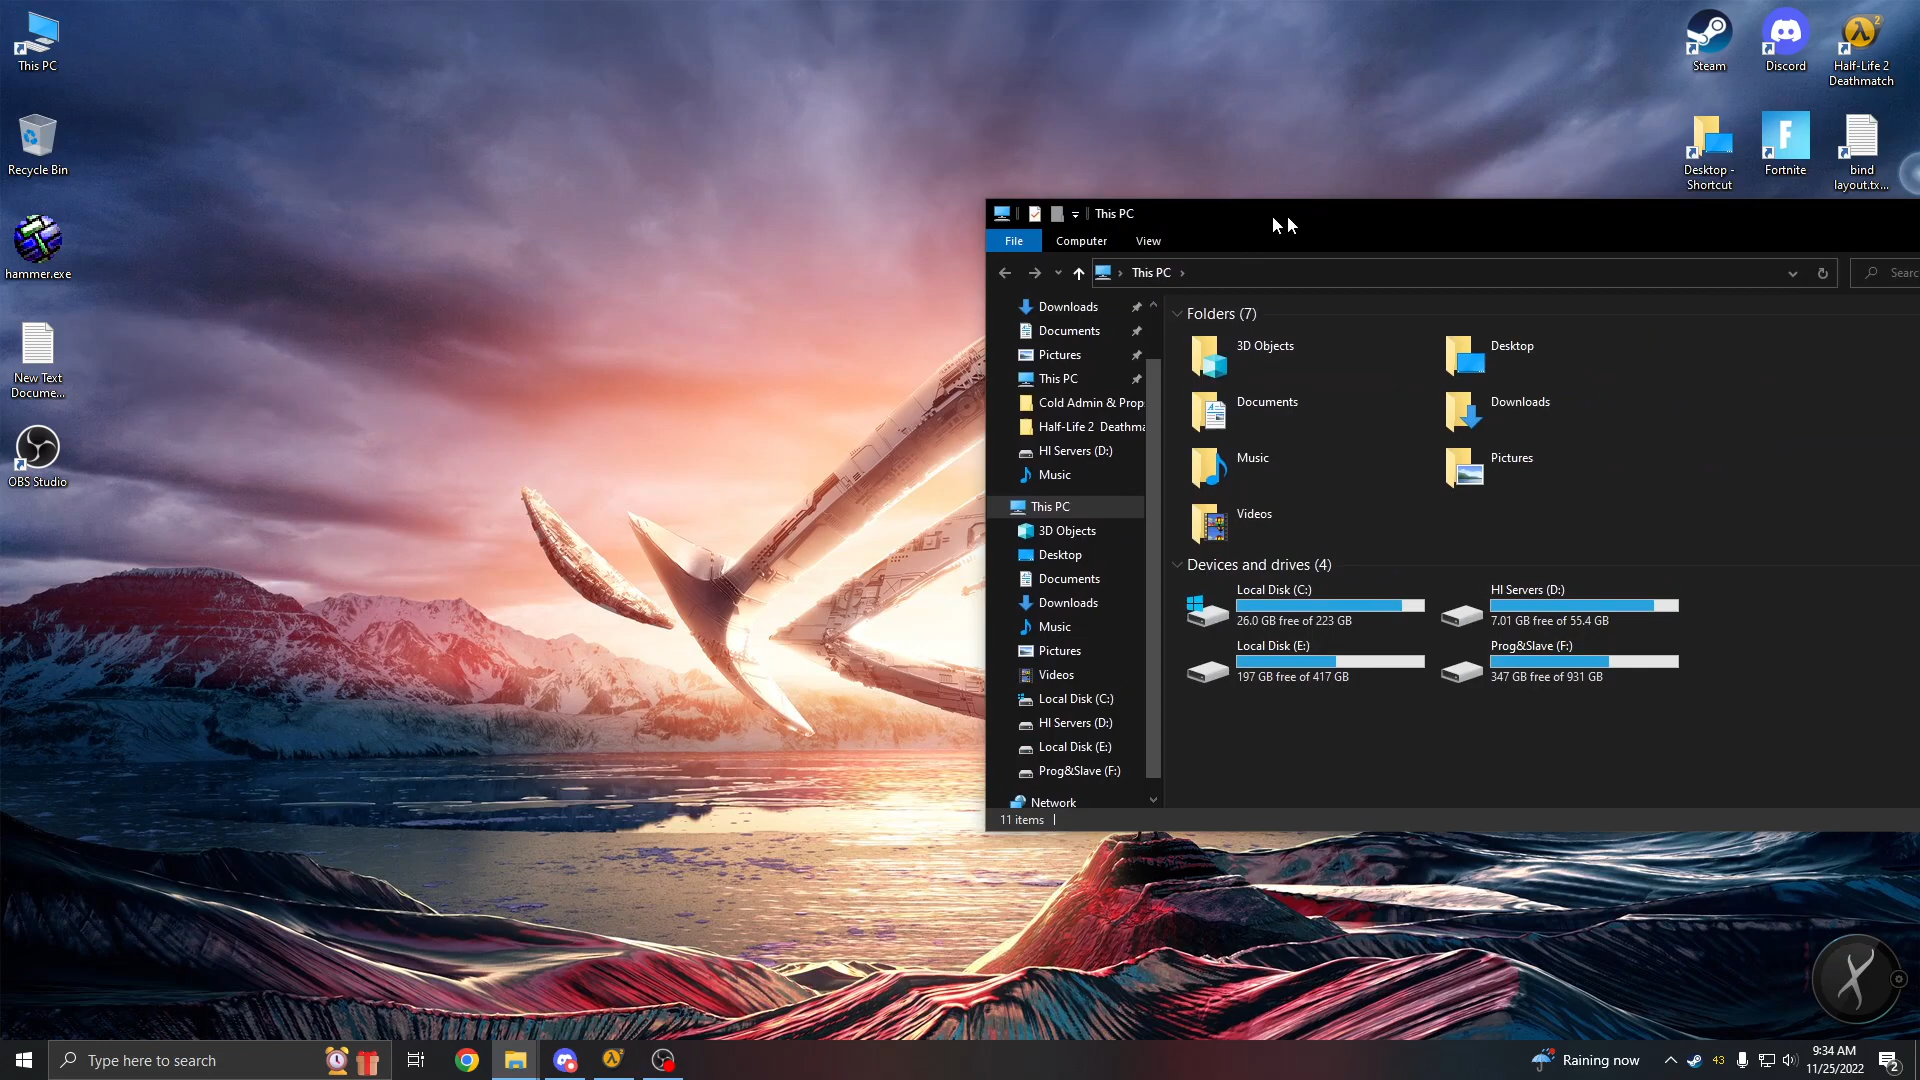 This PC
Recycle Bin
hammer.exe
New Text
Docume...
OBS Studio
Steam
Discord
Half-Life 2
Deathmatch
Desktop -
Shortcut
Fortnite
bind
layout.tx...
This PC
File
Computer
View
This PC
Searc
Downloads
Documents
Pictures
This PC
Cold Admin & Prop
Half-Life 2 Deathma
HI Servers (D:)
Music
This PC
3D Objects
Desktop
Documents
Downloads
Music
Pictures
Videos
Local Disk (C:)
HI Servers (D:)
Local Disk (E:)
Prog&Slave (F:)
Network
Folders (7)
3D Objects
Desktop
Documents
Downloads
Music
Pictures
Videos
Devices and drives (4)
Local Disk (C:)
26.0 GB free of 223 GB
HI Servers (D:)
7.01 GB free of 55.4 GB
Local Disk (E:)
197 GB free of 417 GB
Prog&Slave (F:)
347 GB free of 931 GB
11 items
Type here to search
Raining now
43
9:34 AM
11/25/2022
2